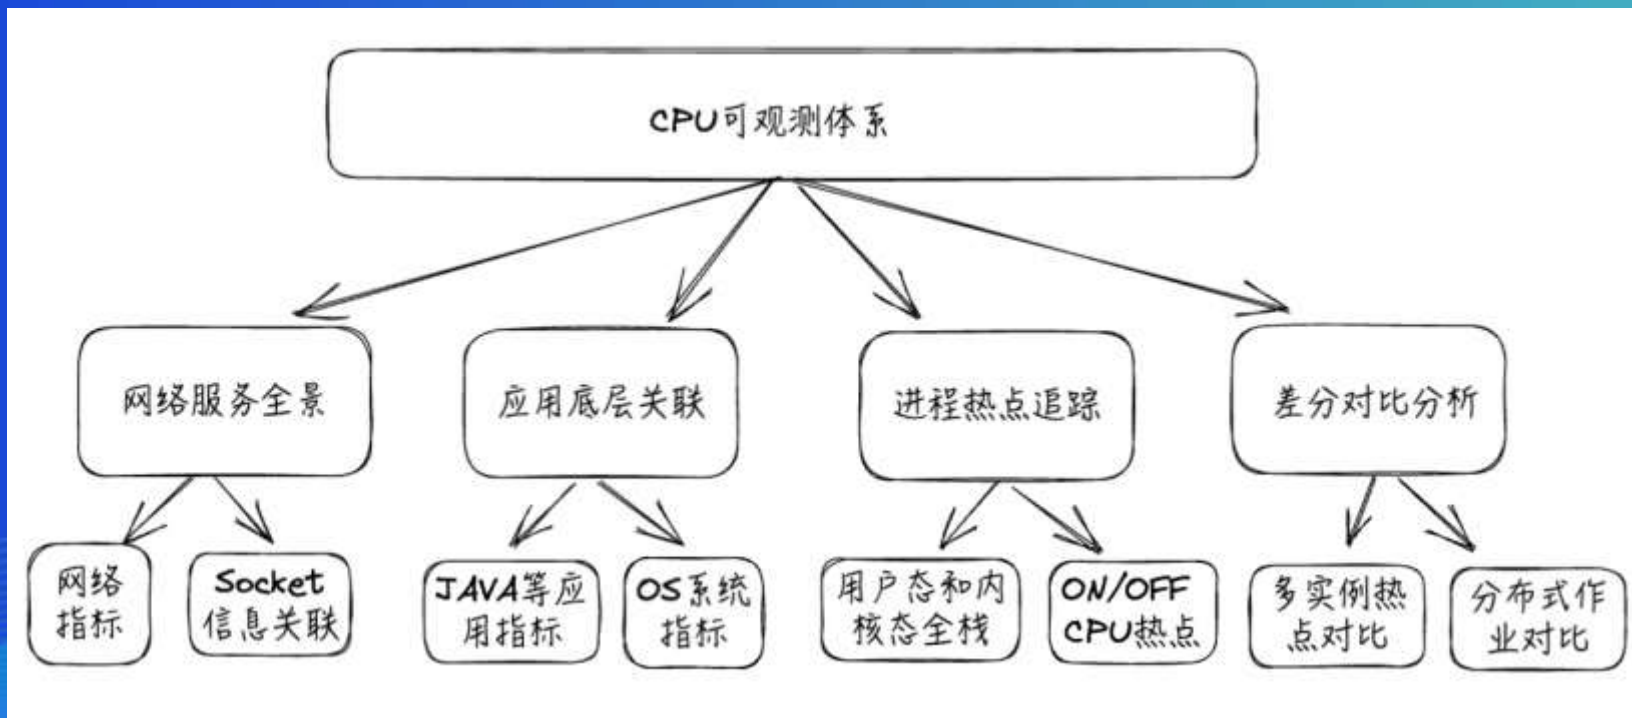 CPU可观测体系
网络服务全景
应用底层关联
进程热点追踪
差分对比分析
网络
指标
Socket
信息关联
JAVA等应
用指标
OS系统
指标
用户态和内
核态全栈
ON/OFF
CPU热点
多实例热
点对比
分布式作
业对比